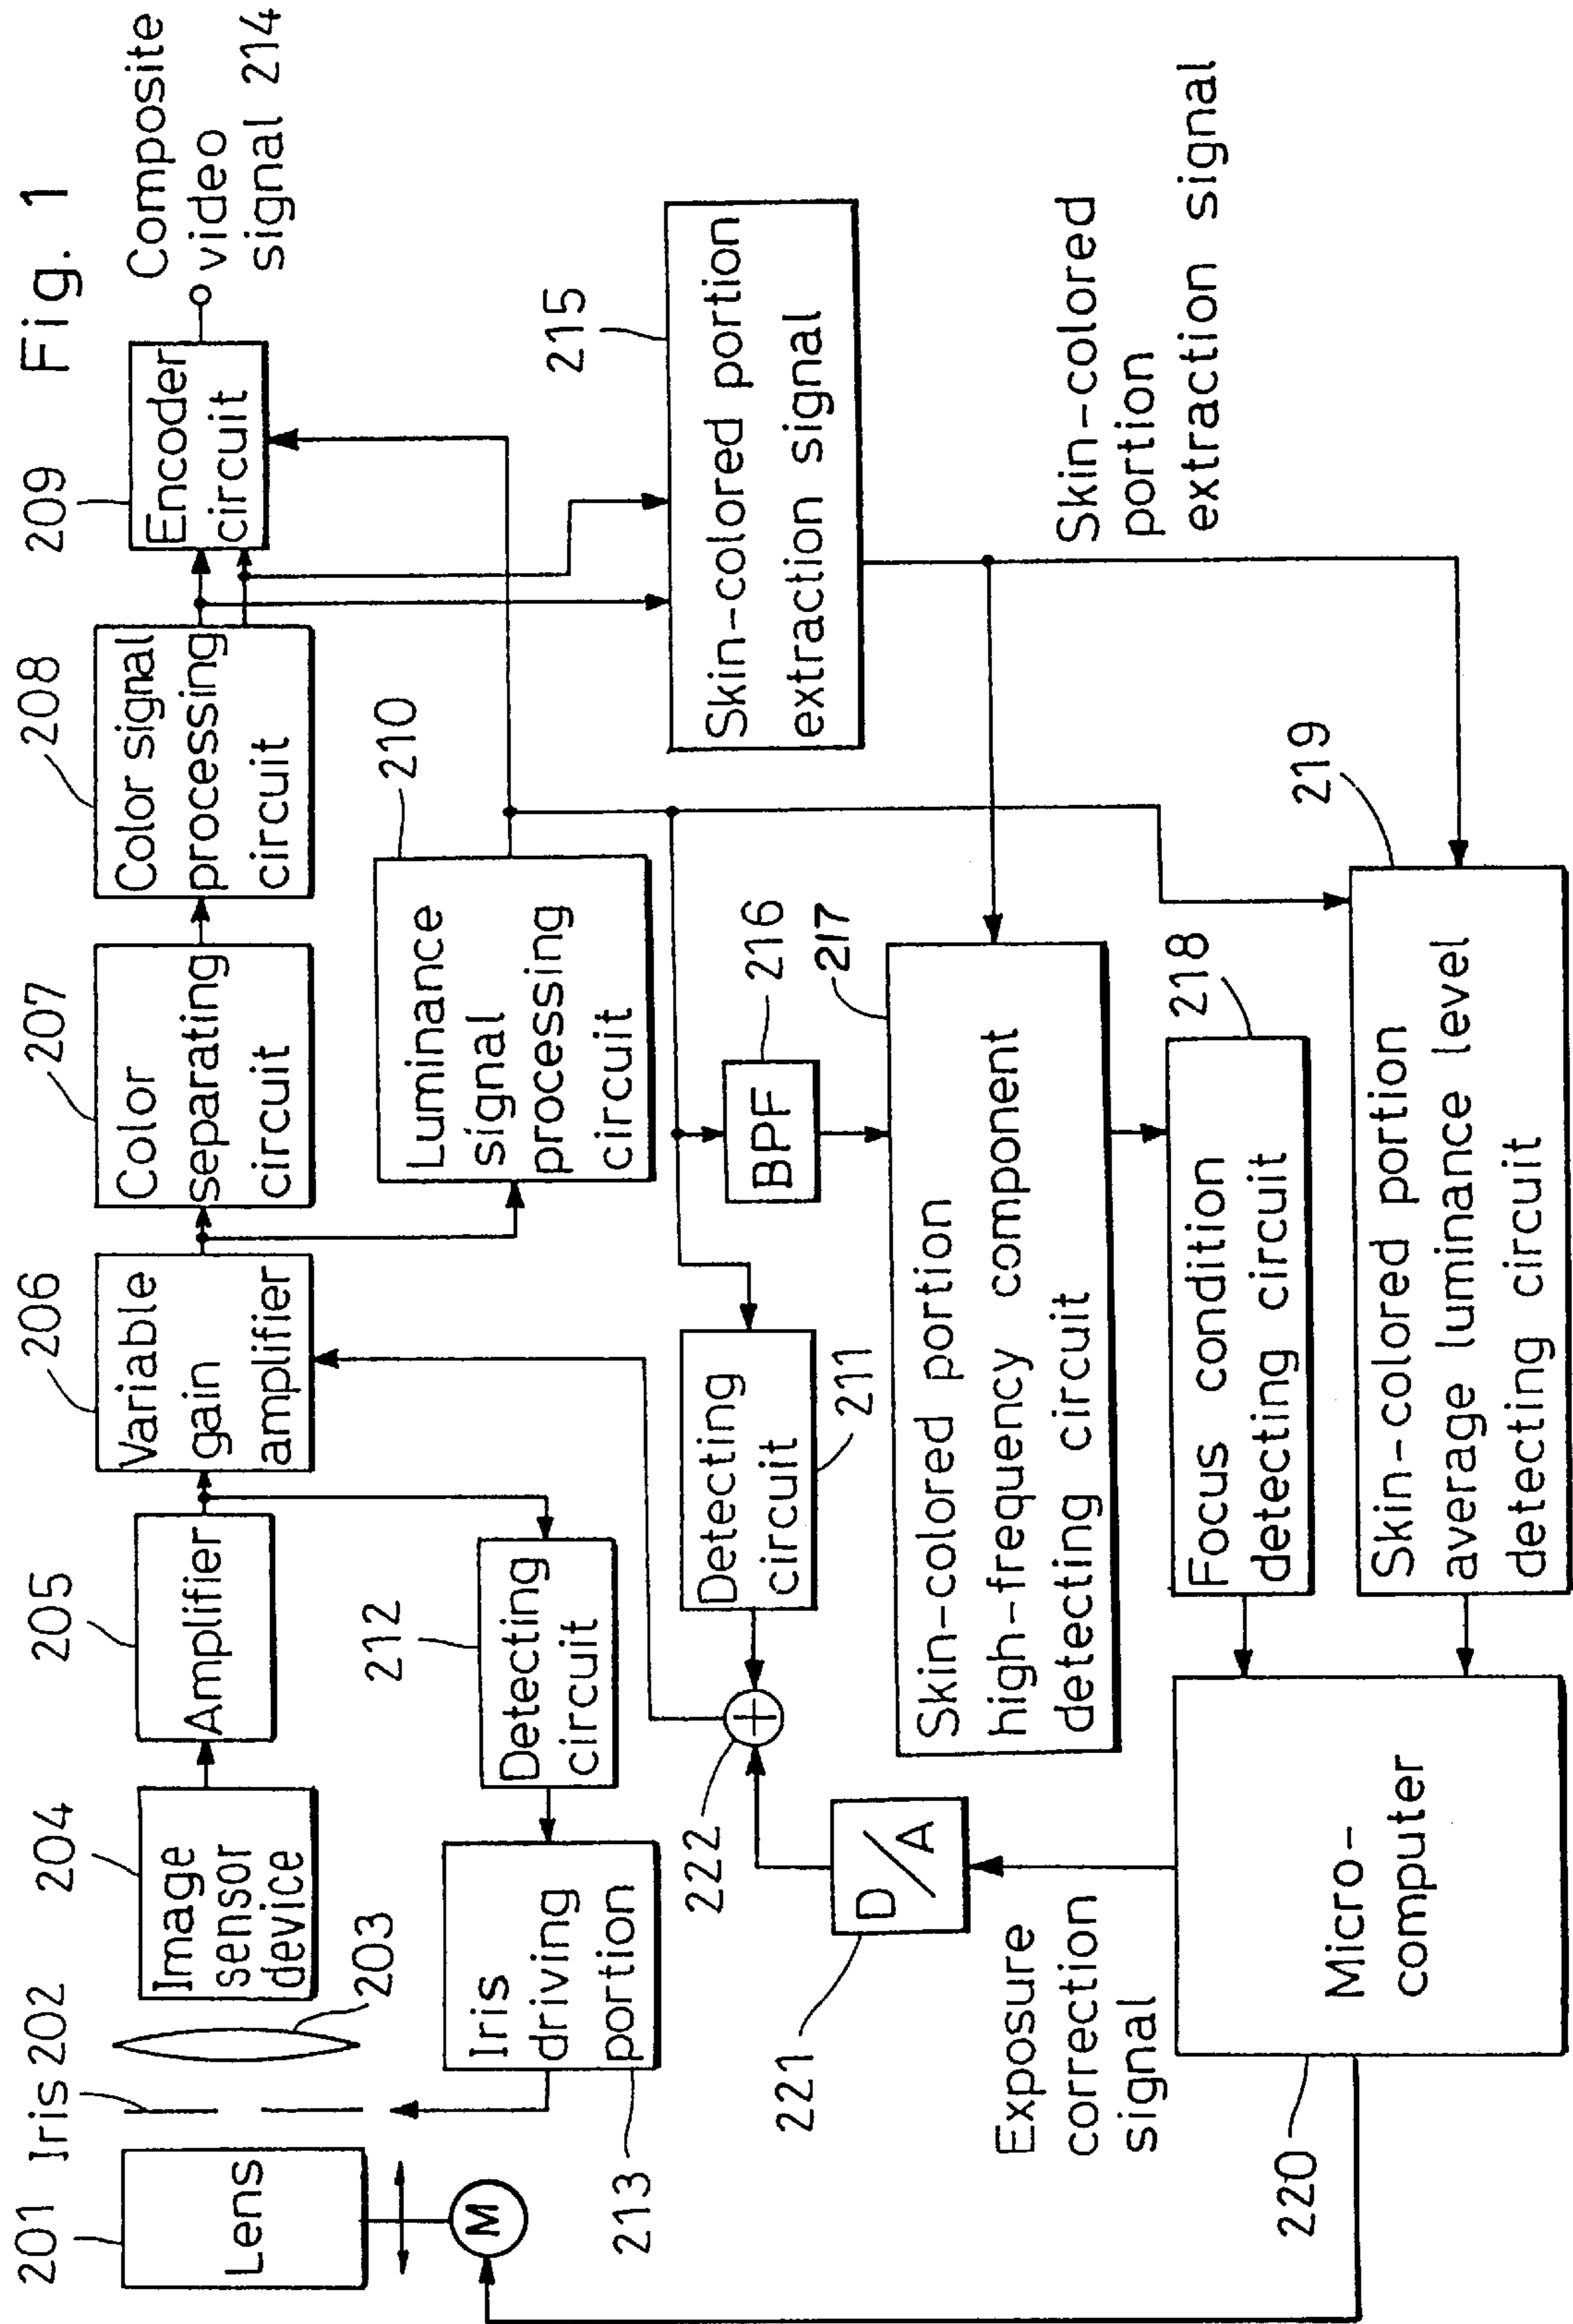 Fig. 1
201
Lens
M
Iris 202
203
204
Image
sensor
device
205
Amplifier
206
Variable
gain
amplifier
207
Color
separating
circuit
208
Color signal
processing
circuit
209
Encoder
circuit
Composite
video
signal 214
210
Luminance
signal
processing
circuit
212
Detecting
circuit
Iris
driving
portion
213
Detecting
circuit
211
222
D/A
221
BPF
216
215
Skin-colored portion
extraction signal
217
Skin-colored portion
high-frequency component
detecting circuit
Skin-colored
portion
extraction signal
218
Focus condition
detecting circuit
219
Skin-colored portion
average luminance level
detecting circuit
Exposure
correction
signal
Micro-
computer
220